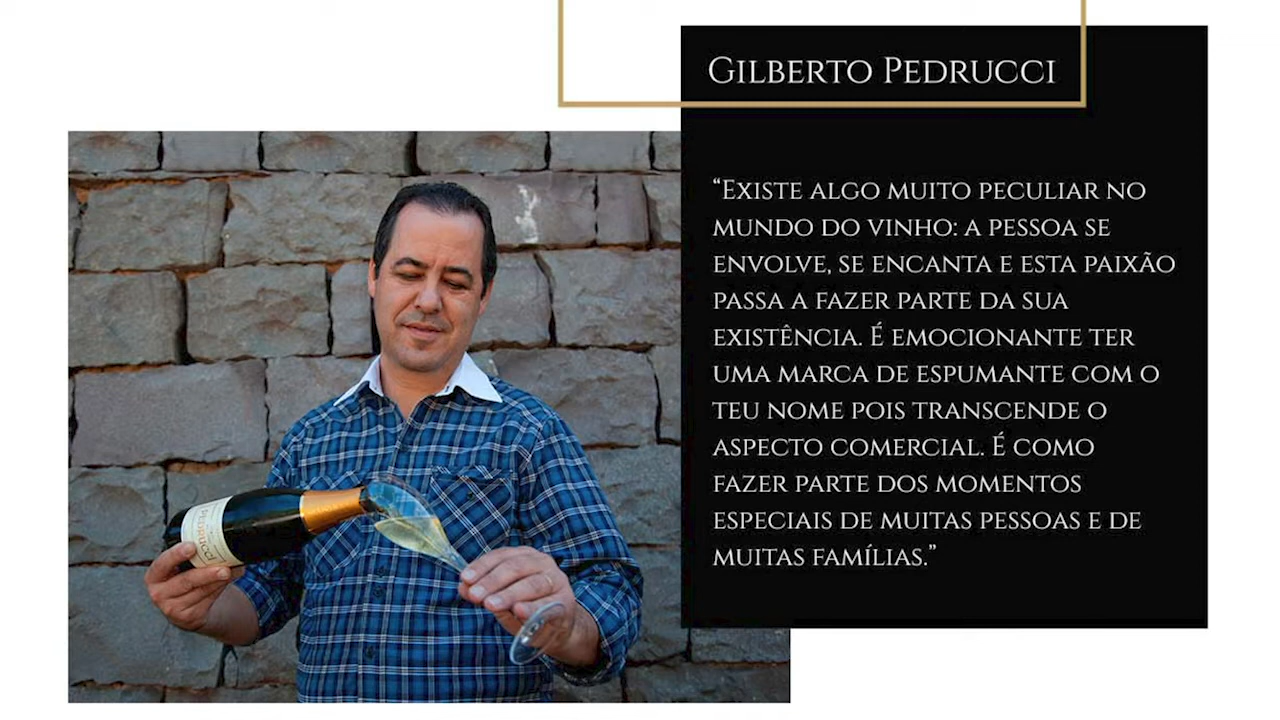 GILBERTO PEDRUCCI
“EXISTE ALGO MUITO PECULIAR NO
MUNDO DO VINHO: A PESSOA SE
ENVOLVE, SE ENCANTA E ESTA PAIXÃO
PASSA A FAZER PARTE DA SUA
EXISTÊNCIA. É EMOCIONANTE TER
UMA MARCA DE ESPUMANTE COM O
TEU NOME POIS TRANSCENDE O
ASPECTO COMERCIAL. É COMO
FAZER PARTE DOS MOMENTOS
ESPECIAIS DE MUITAS PESSOAS E DE
MUITAS FAMÍLIAS.”
PEDRUCCI